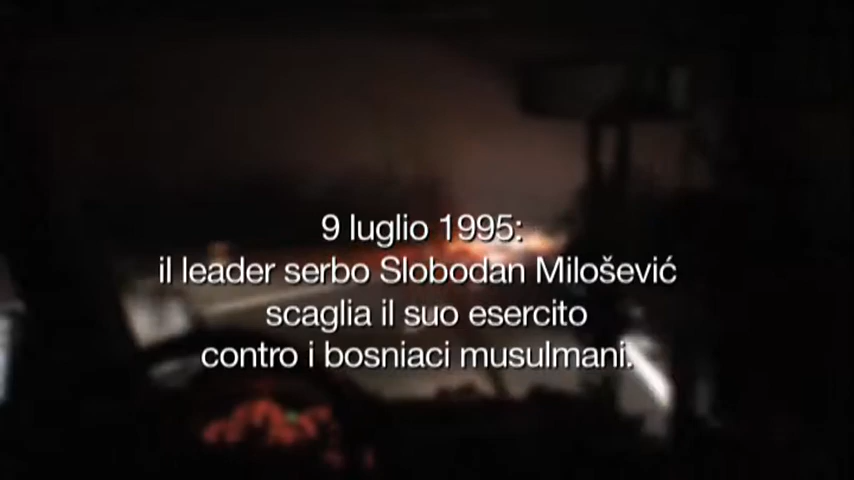 9 luglio 1995:
il leader serbo Slobodan Milošević
scaglia il suo esercito
contro i bosniaci musulmani.